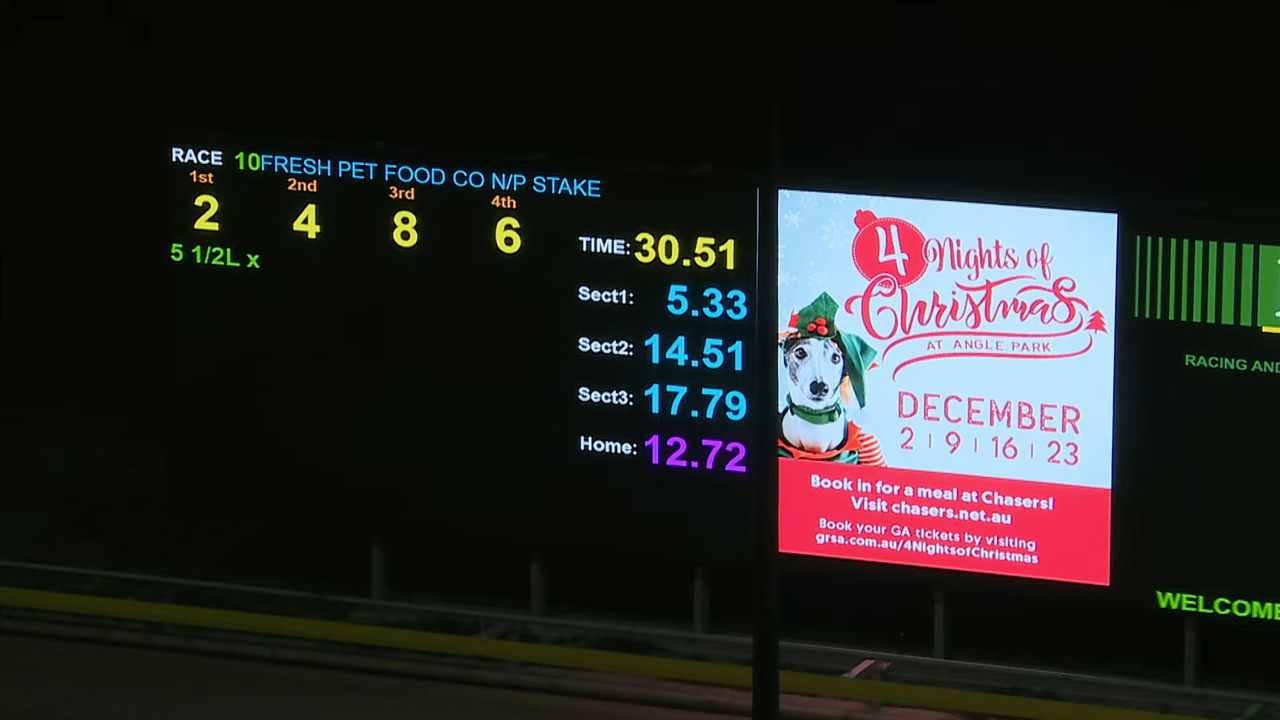 RACE 10FRESH PET FOOD CO N/P STAKE
1st 2nd 3rd 4th
2 4 8 6
5 1/2L x
TIME: 30.51
Sect1: 5.33
Sect2: 14.51
Sect3: 17.79
Home: 12.72
4 Nights of
Christmas
AT ANGLE PARK
DECEMBER
2 | 9 | 16 | 23
Book in for a meal at Chasers!
Visit chasers.net.au
Book your GA tickets by visiting
grsa.com.au/4NightsofChristmas
RACING AND
WELCOME